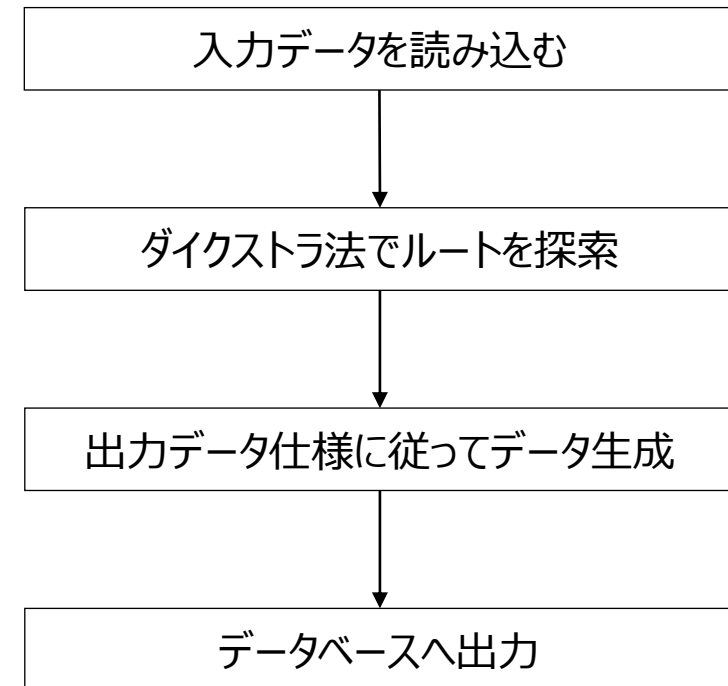 入力データを読み込む
ダイクストラ法でルートを探索
出力データ仕様に従ってデータ生成
データベースへ出力